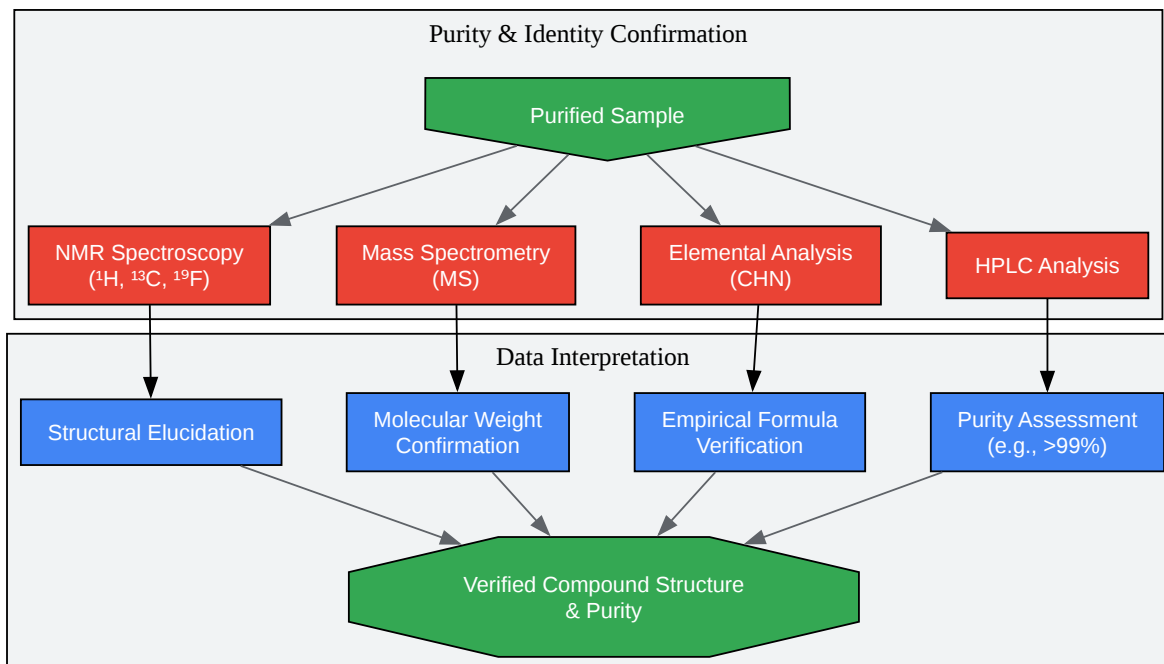 Purity & Identity Confirmation
Purified Sample
NMR Spectroscopy
(¹H, ¹³C, ¹⁹F)
Mass Spectrometry
(MS)
Elemental Analysis
(CHN)
HPLC Analysis
Data Interpretation
Structural Elucidation
Molecular Weight
Confirmation
Empirical Formula
Verification
Purity Assessment
(e.g., >99%)
Verified Compound Structure
& Purity